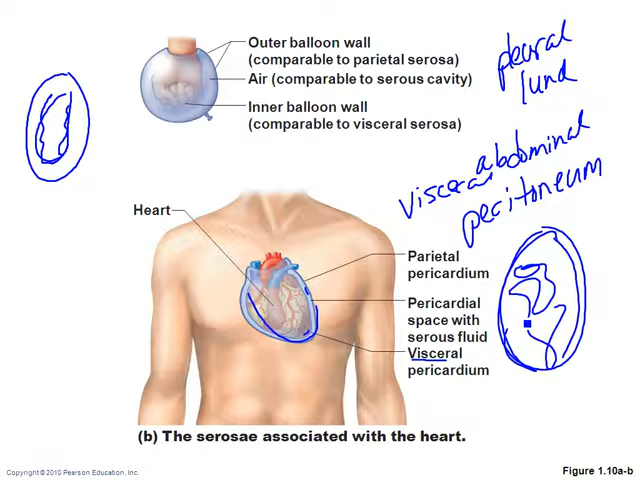 Outer balloon wall
(comparable to parietal serosa)
Air (comparable to serous cavity)
Inner balloon wall
(comparable to visceral serosa)
pleural
lund
abdominal
visceral
peritoneum
Heart
Parietal
pericardium
Pericardial
space with
serous fluid
Visceral
pericardium
(b) The serosae associated with the heart.
Copyright © 2010 Pearson Education, Inc.
Figure 1.10a-b